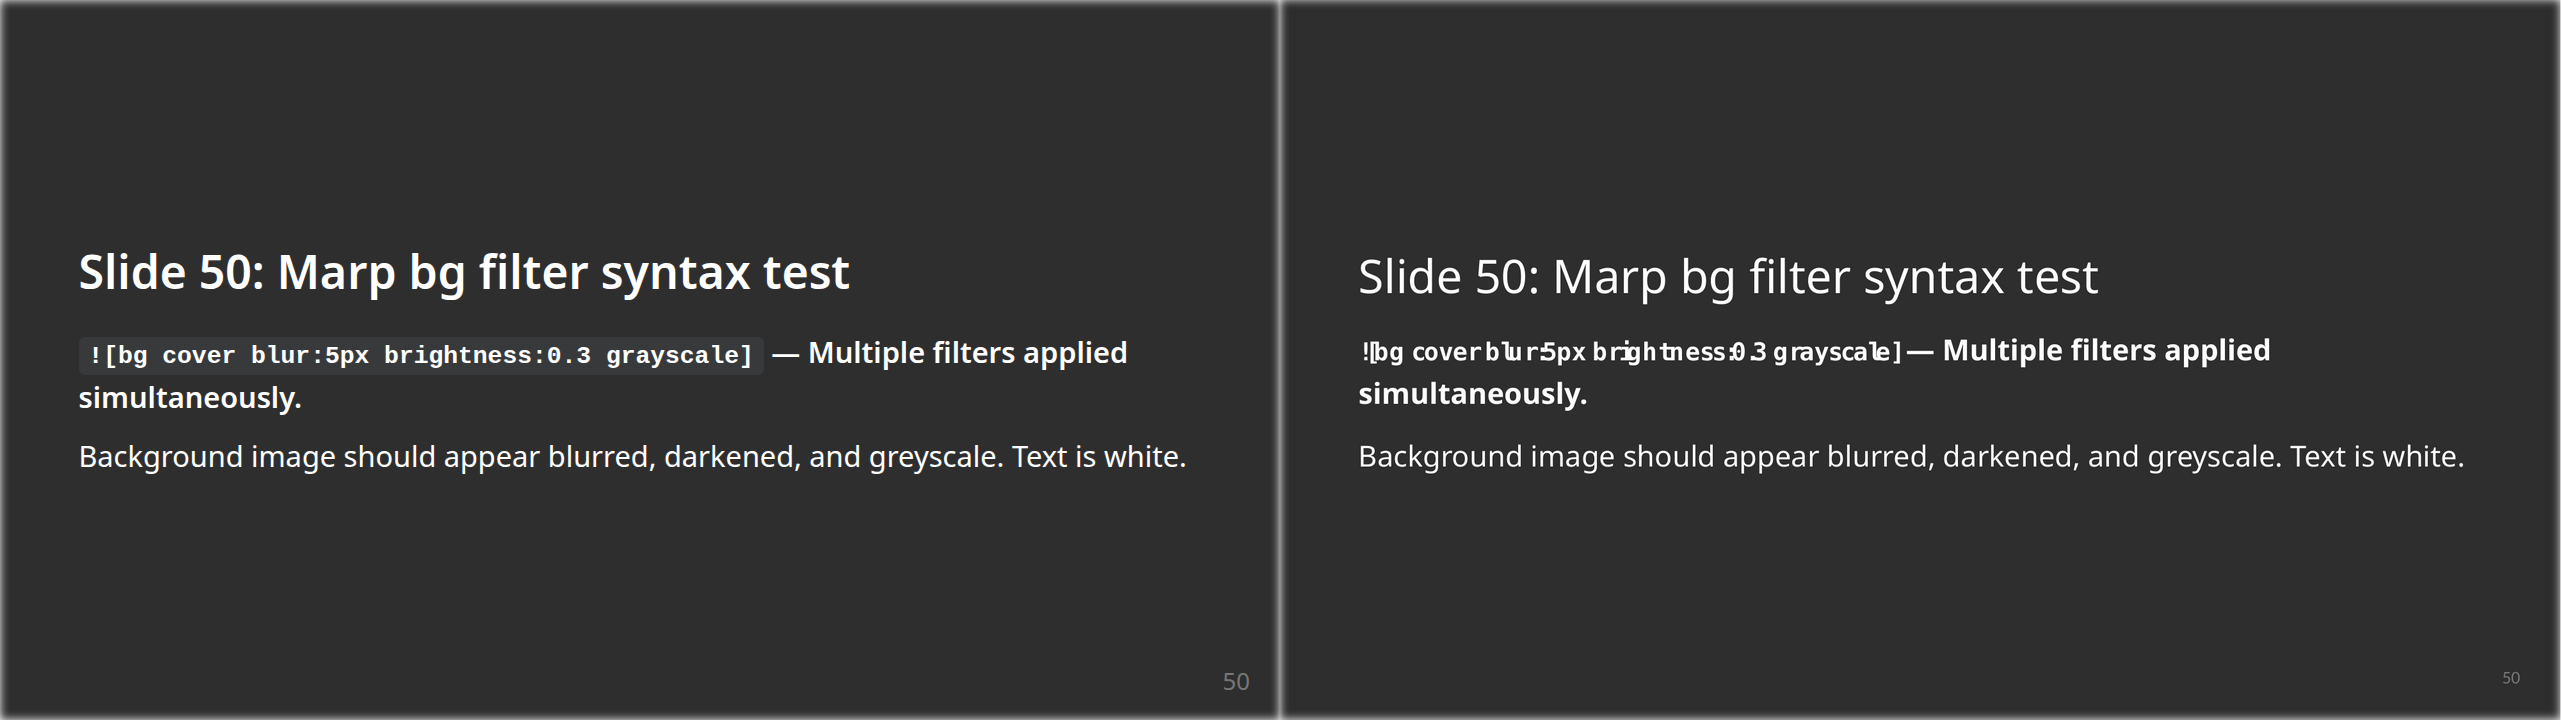 Slide 50: Marp bg filter syntax test
![bg cover blur:5px brightness:0.3 grayscale] — Multiple filters applied
simultaneously.
Background image should appear blurred, darkened, and greyscale. Text is white.
50
Slide 50: Marp bg filter syntax test
![bg cover blur:5px brightness:0.3 grayscale] — Multiple filters applied
simultaneously.
Background image should appear blurred, darkened, and greyscale. Text is white.
50